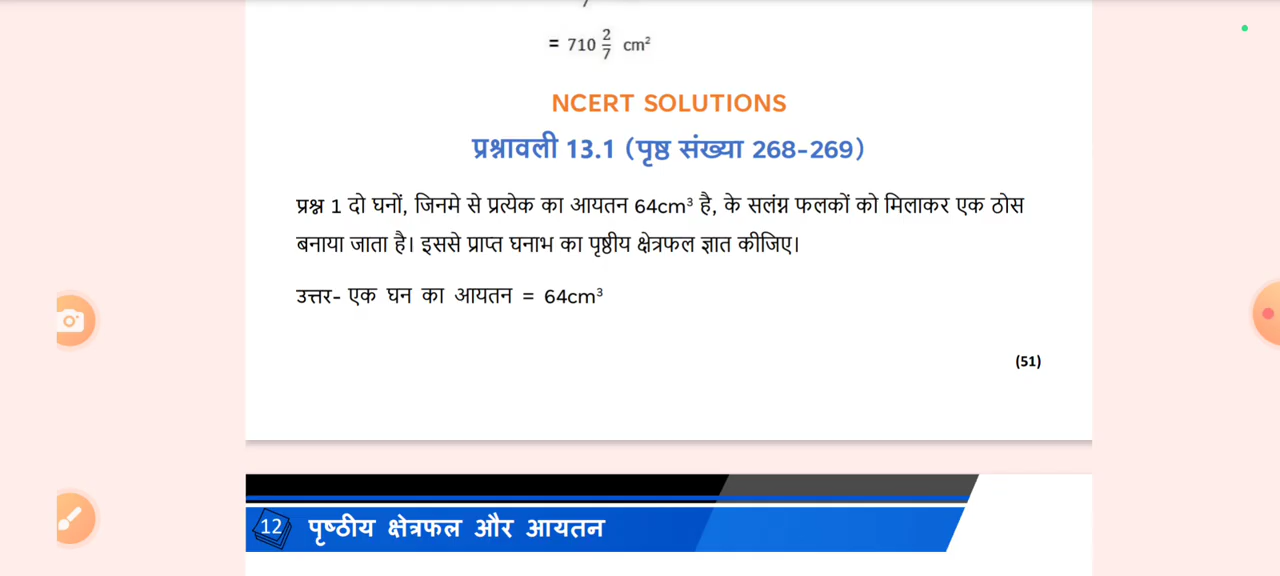 = 710 2/7 cm²
NCERT SOLUTIONS
प्रश्नावली 13.1 (पृष्ठ संख्या 268-269)
प्रश्न 1 दो घनों, जिनमे से प्रत्येक का आयतन 64cm³ है, के सलंग्न फलकों को मिलाकर एक ठोस
बनाया जाता है। इससे प्राप्त घनाभ का पृष्ठीय क्षेत्रफल ज्ञात कीजिए।
उत्तर- एक घन का आयतन = 64cm³
(51)
12 पृष्ठीय क्षेत्रफल और आयतन